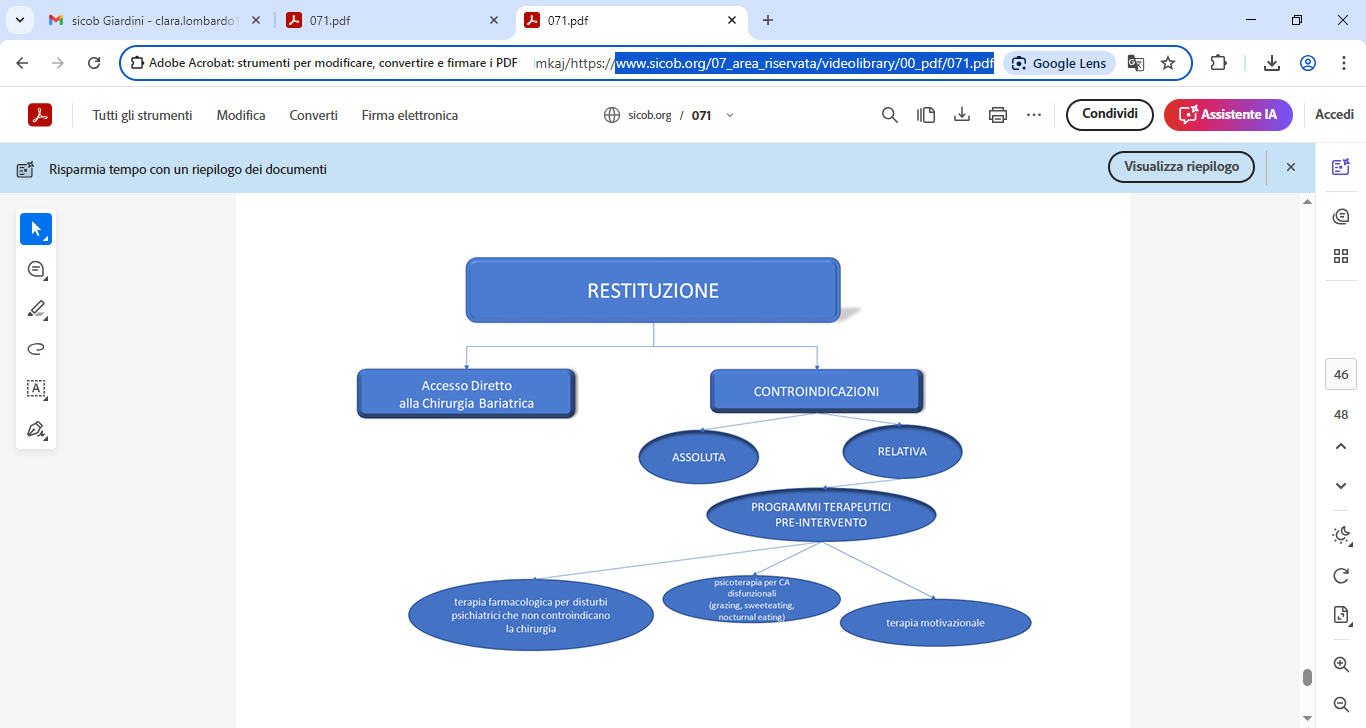 sicob Giardini - clara.lombardo1
071.pdf
071.pdf
Adobe Acrobat: strumenti per modificare, convertire e firmare i PDF
mkaj/https://www.sicob.org/07_area_riservata/videolibrary/00_pdf/071.pdf
Google Lens
Tutti gli strumenti
Modifica
Converti
Firma elettronica
sicob.org / 071
Condividi
Assistente IA
Accedi
Risparmia tempo con un riepilogo dei documenti
Visualizza riepilogo
RESTITUZIONE
Accesso Diretto
alla Chirurgia Bariatrica
CONTROINDICAZIONI
ASSOLUTA
RELATIVA
PROGRAMMI TERAPEUTICI
PRE-INTERVENTO
terapia farmacologica per disturbi
psichiatrici che non controindicano
la chirurgia
psicoterapia per CA
disfunzionali
(grazing, sweeteating,
nocturnal eating)
terapia motivazionale
46
48